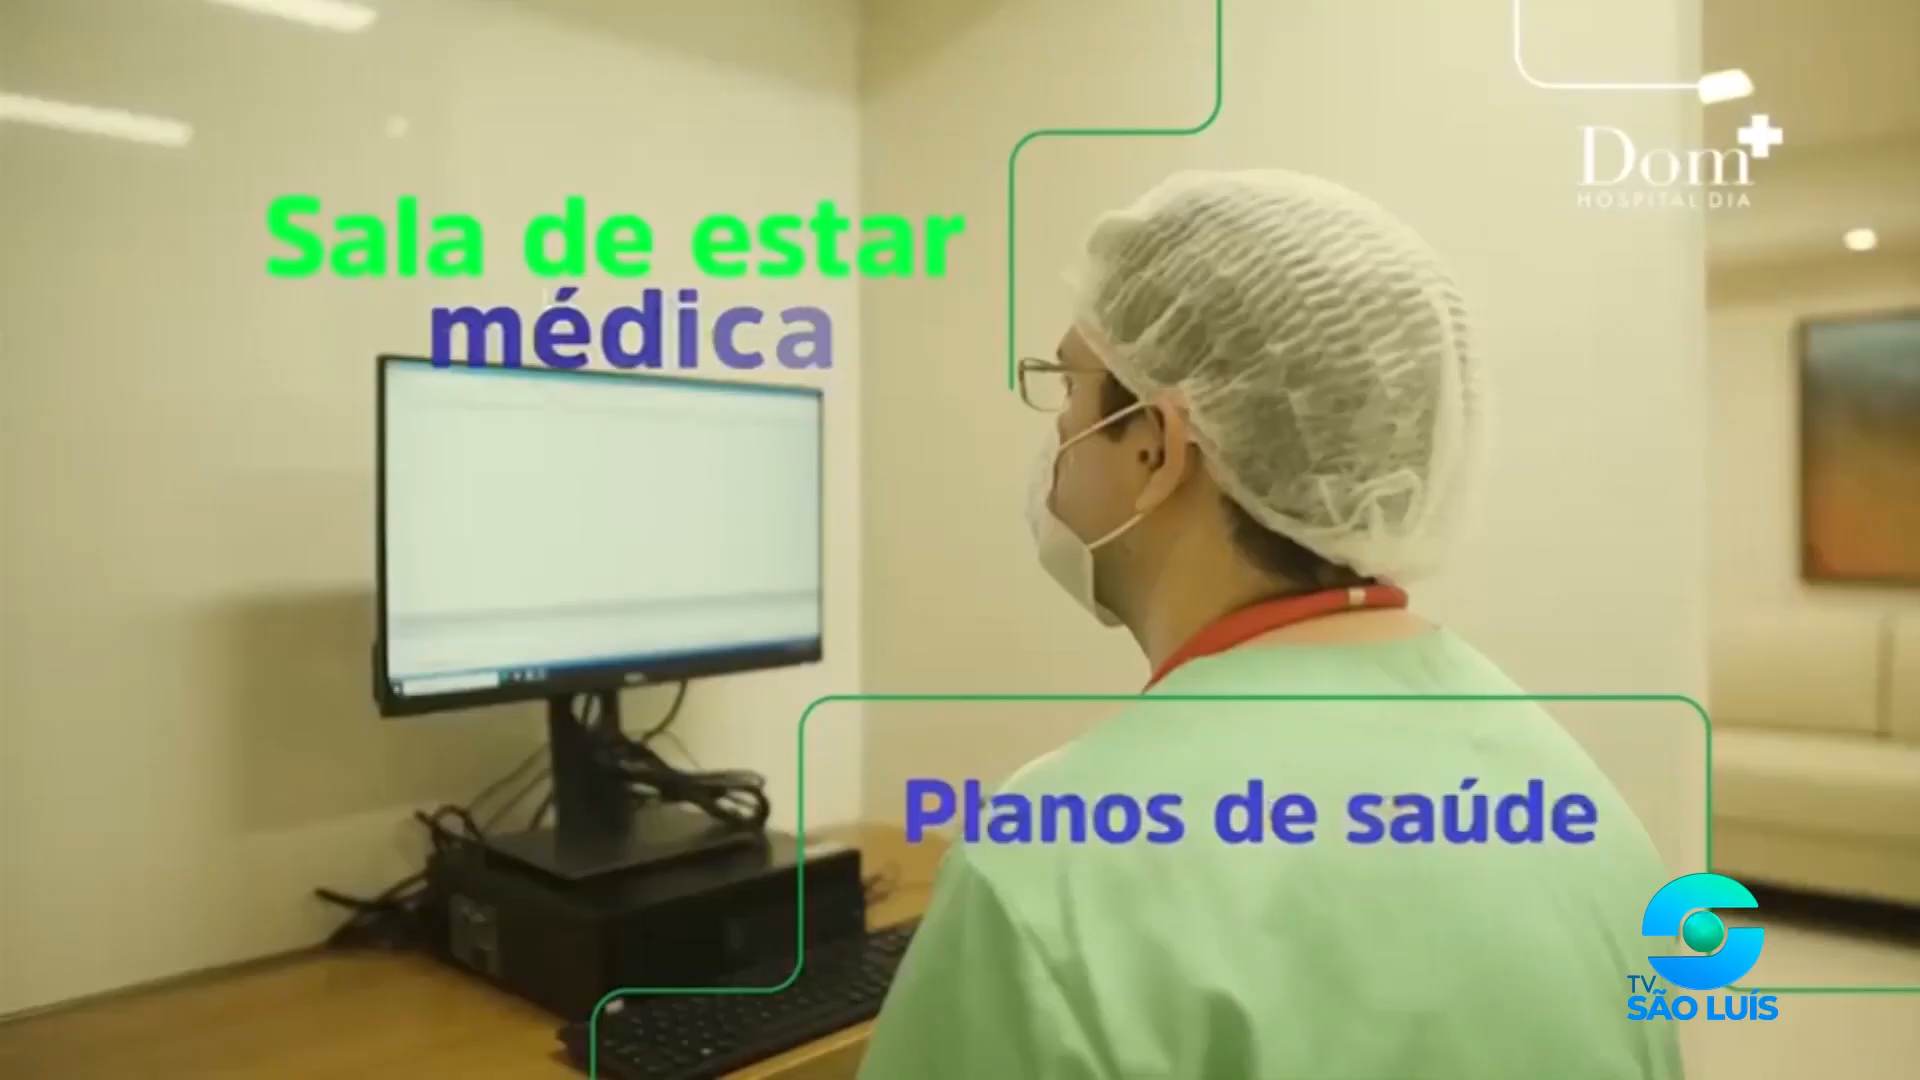 Dom
HOSPITAL DIA
Sala de estar
médica
Planos de saúde
TV
SÃO LUÍS